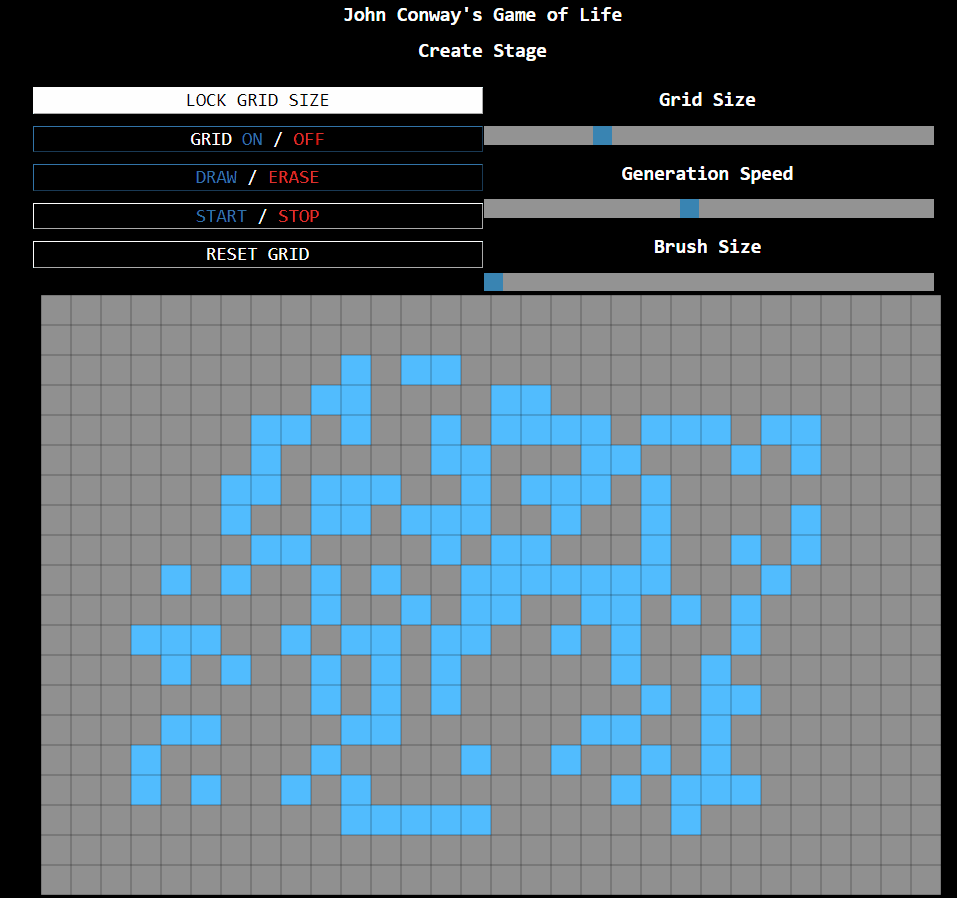 John Conway's Game of Life
Create Stage
LOCK GRID SIZE
GRID ON / OFF
DRAW / ERASE
START / STOP
RESET GRID
Grid Size
Generation Speed
Brush Size